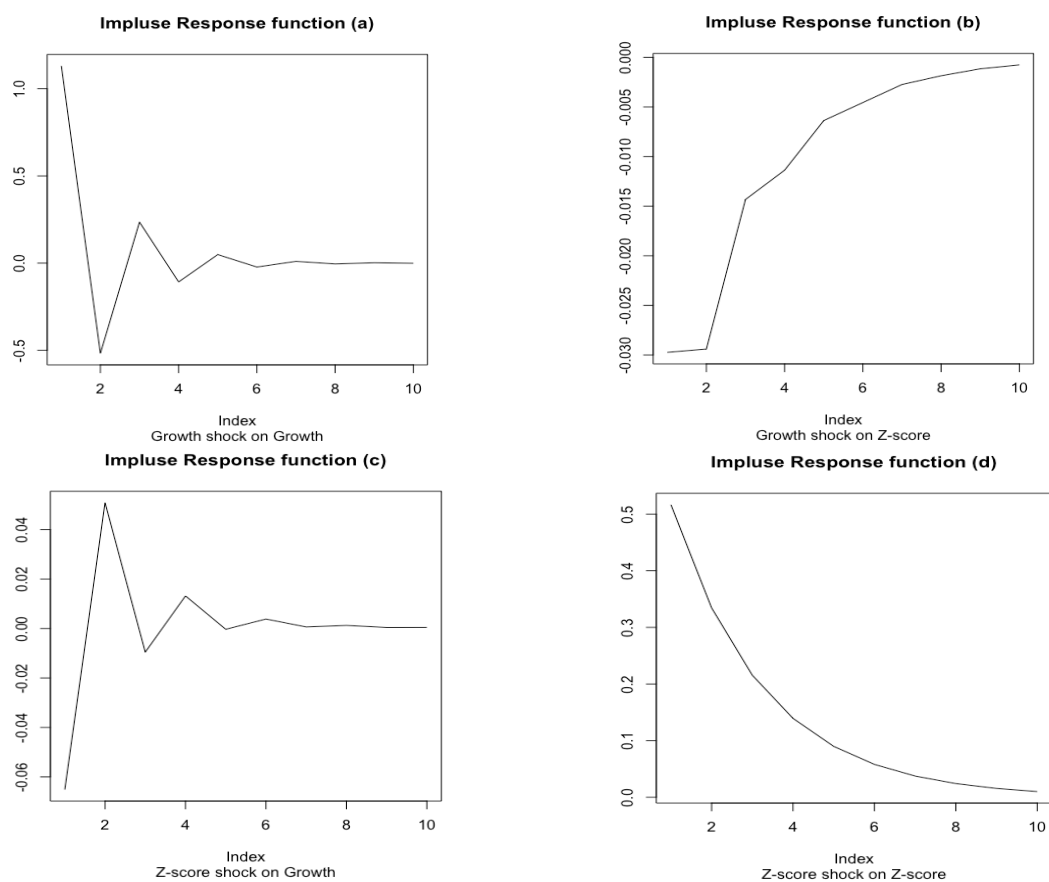 Impluse Response function (a)
1.0
0.5
0.0
-0.5
2 4 6 8 10
Index
Growth shock on Growth
Impluse Response function (b)
0.000
-0.005
-0.010
-0.015
-0.020
-0.025
-0.030
2 4 6 8 10
Index
Growth shock on Z-score
Impluse Response function (c)
0.04
0.02
0.00
-0.02
-0.04
-0.06
2 4 6 8 10
Index
Z-score shock on Growth
Impluse Response function (d)
0.5
0.4
0.3
0.2
0.1
0.0
2 4 6 8 10
Index
Z-score shock on Z-score